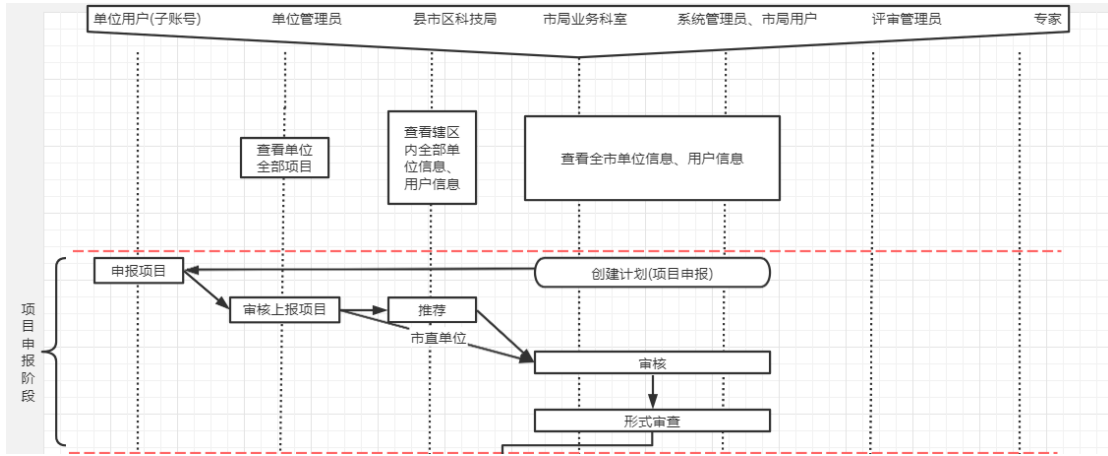 单位用户(子账号)
单位管理员
县市区科技局
市局业务科室
系统管理员、市局用户
评审管理员
专家
查看单位
全部项目
查看辖区
内全部单
位信息、
用户信息
查看全市单位信息、用户信息
项目申报阶段
申报项目
创建计划(项目申报)
审核上报项目
推荐
市直单位
审核
形式审查